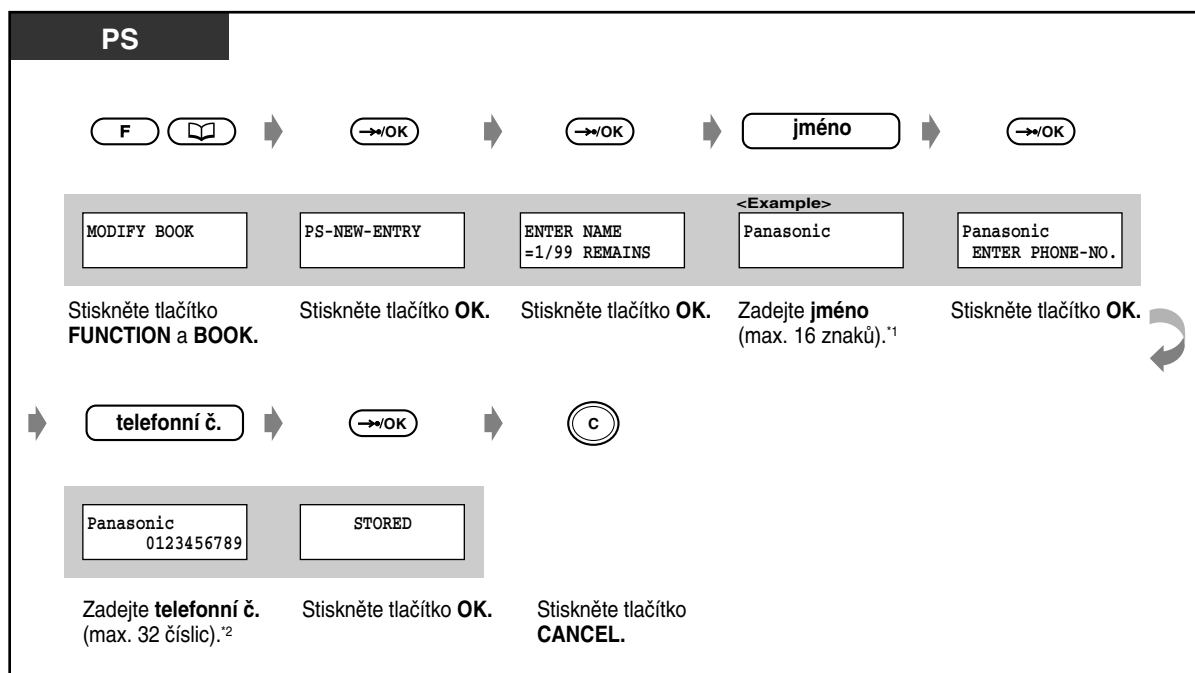 PS
F
→/OK
→/OK
jméno
→/OK
<Example>
MODIFY BOOK
PS-NEW-ENTRY
ENTER NAME
=1/99 REMAINS
Panasonic
Panasonic
ENTER PHONE-NO.
Stiskněte tlačítko
FUNCTION a BOOK.
Stiskněte tlačítko OK.
Stiskněte tlačítko OK.
Zadejte jméno
(max. 16 znaků).*1
Stiskněte tlačítko OK.
telefonní č.
→/OK
C
Panasonic
0123456789
STORED
Zadejte telefonní č.
(max. 32 číslic).*2
Stiskněte tlačítko OK.
Stiskněte tlačítko
CANCEL.